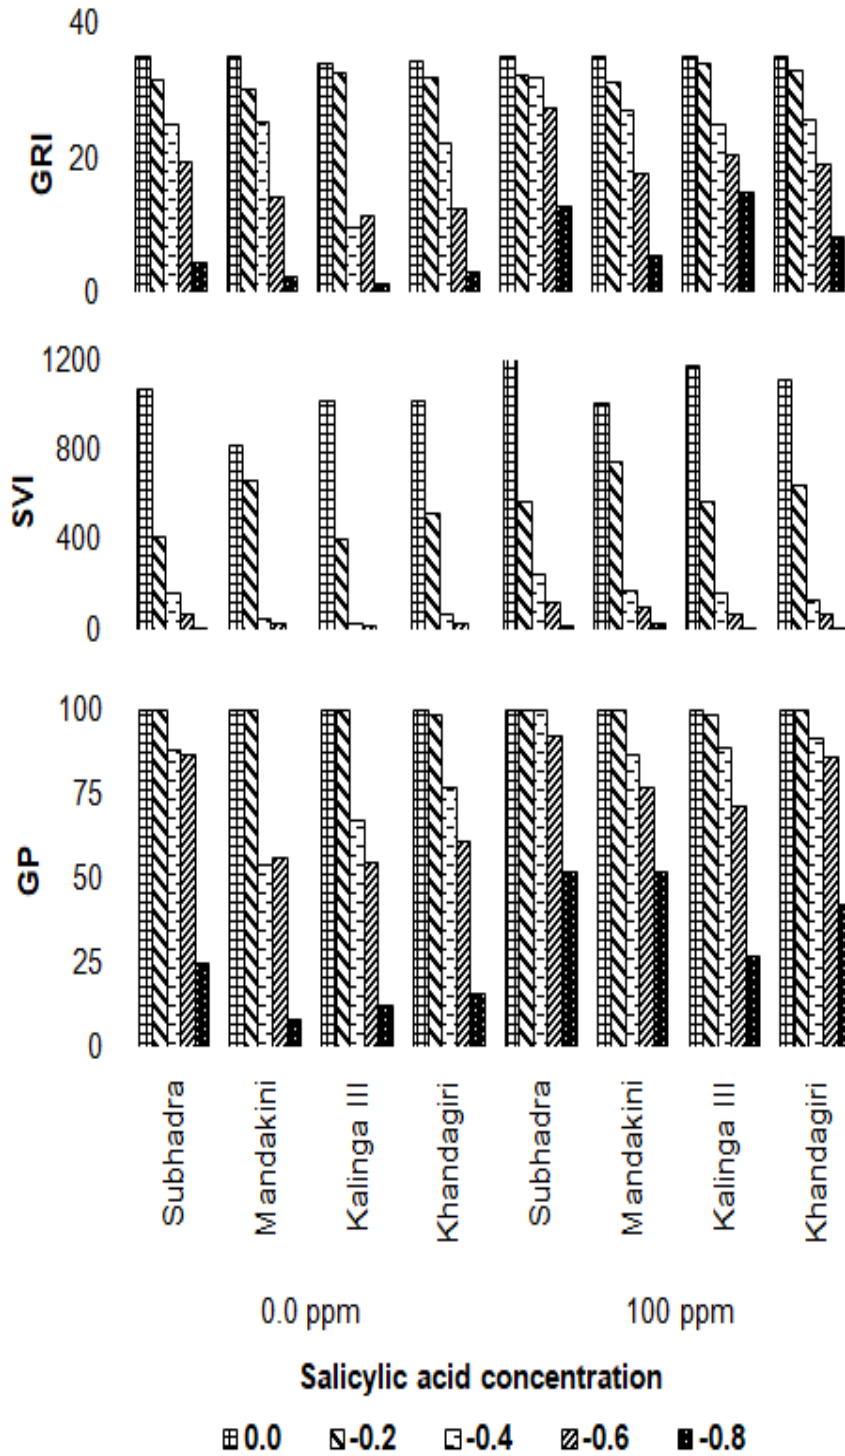 40
GRI
20
0
1200
800
SVI
400
0
100
75
GP
50
25
0
Subhadra
Mandakini
Kalinga III
Khandagiri
Subhadra
Mandakini
Kalinga III
Khandagiri
0.0 ppm 100 ppm
Salicylic acid concentration
0.0 -0.2 -0.4 -0.6 -0.8